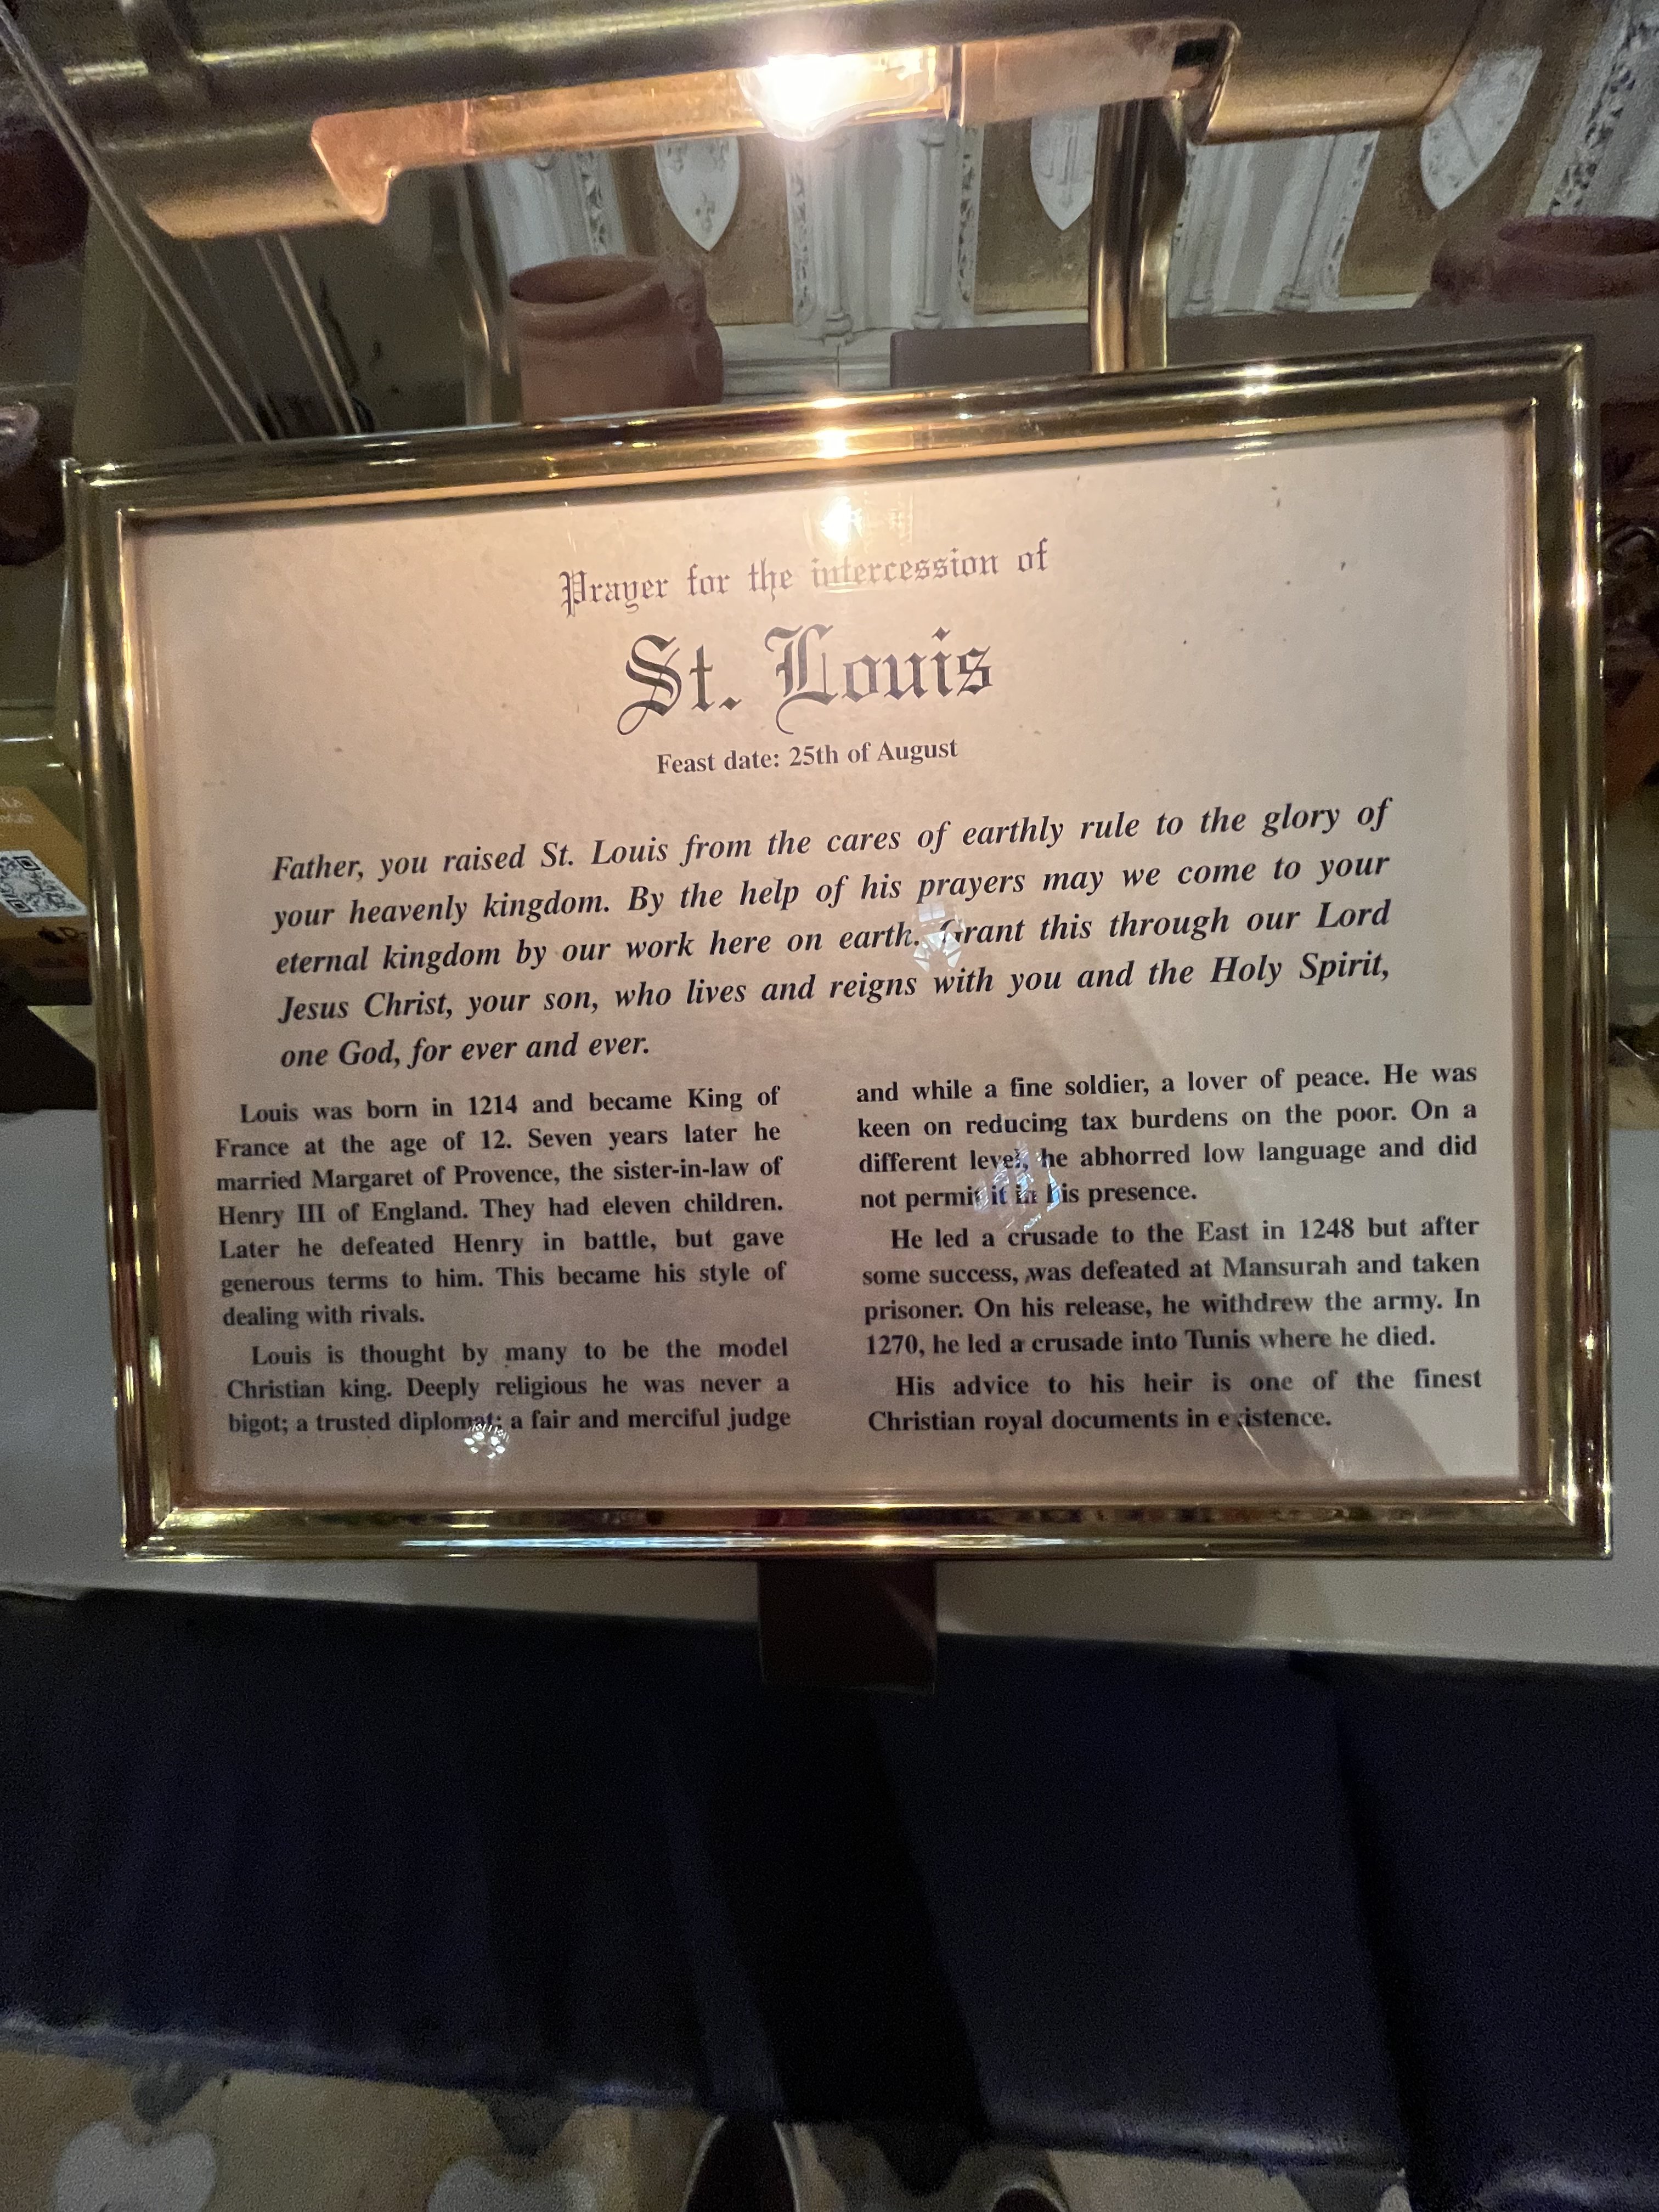 Prayer for the intercession of
St. Louis
Feast date: 25th of August
Father, you raised St. Louis from the cares of earthly rule to the glory of
your heavenly kingdom. By the help of his prayers may we come to your
eternal kingdom by our work here on earth. Grant this through our Lord
Jesus Christ, your son, who lives and reigns with you and the Holy Spirit,
one God, for ever and ever.
Louis was born in 1214 and became King of
France at the age of 12. Seven years later he
married Margaret of Provence, the sister-in-law of
Henry III of England. They had eleven children.
Later he defeated Henry in battle, but gave
generous terms to him. This became his style of
dealing with rivals.
Louis is thought by many to be the model
Christian king. Deeply religious he was never a
bigot; a trusted diplomat; a fair and merciful judge
and while a fine soldier, a lover of peace. He was
keen on reducing tax burdens on the poor. On a
different level, he abhorred low language and did
not permit it in his presence.
He led a crusade to the East in 1248 but after
some success, was defeated at Mansurah and taken
prisoner. On his release, he withdrew the army. In
1270, he led a crusade into Tunis where he died.
His advice to his heir is one of the finest
Christian royal documents in existence.